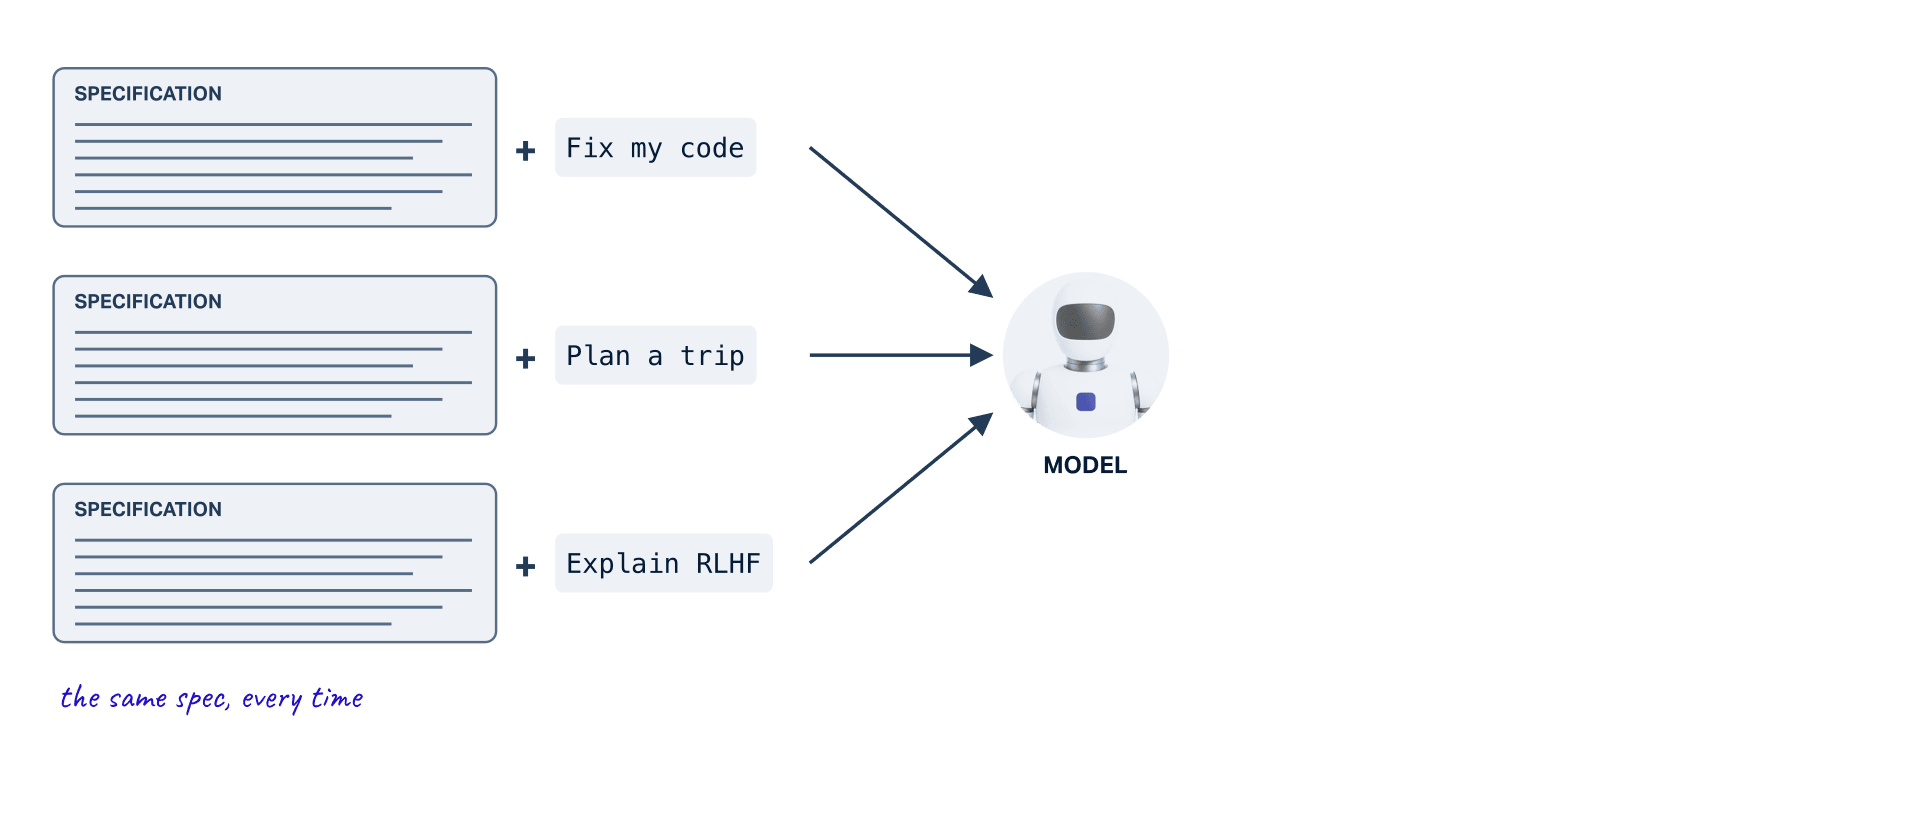 SPECIFICATION
+ Fix my code
SPECIFICATION
+ Plan a trip
MODEL
SPECIFICATION
+ Explain RLHF
the same spec, every time